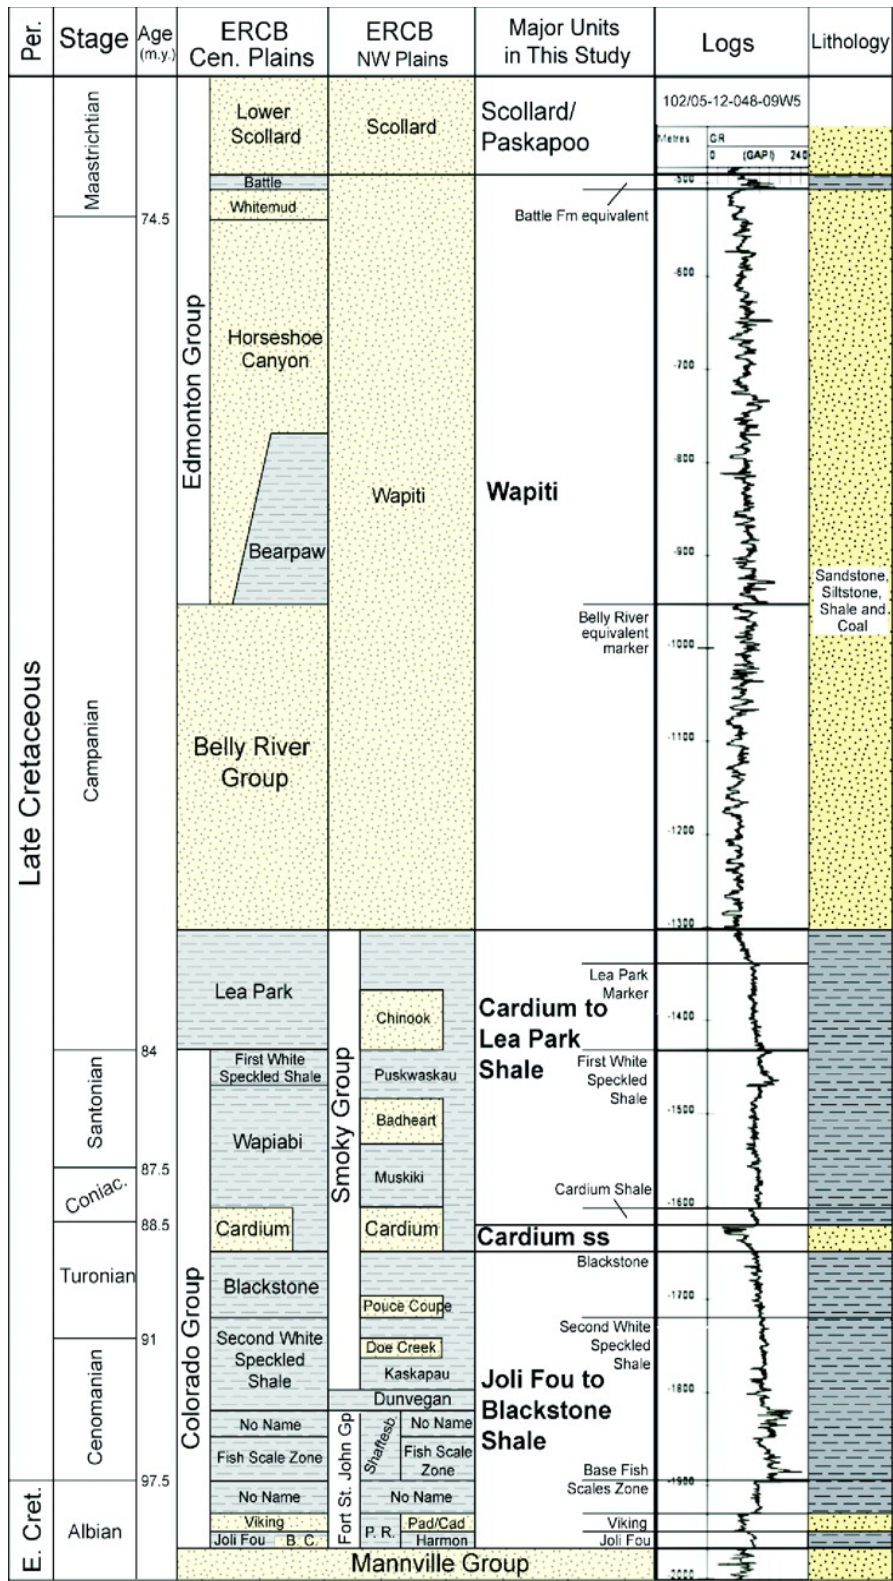 Per.
Stage
Age
(m.y.)
ERCB
Cen. Plains
ERCB
NW Plains
Major Units
in This Study
Logs
Lithology
Late Cretaceous
E. Cret.
Maastrichtian
Campanian
Santonian
Coniac.
Turonian
Cenomanian
Albian
74.5
84
87.5
88.5
91
97.5
Edmonton Group
Colorado Group
Lower
Scollard
Battle
Whitemud
Horseshoe
Canyon
Bearpaw
Belly River
Group
Lea Park
First White
Speckled Shale
Wapiabi
Cardium
Blackstone
Second White
Speckled
Shale
No Name
Fish Scale Zone
No Name
Viking
Joli Fou
B. C.
Mannville Group
Scollard
Wapiti
Smoky Group
Chinook
Puskwaskau
Badheart
Muskiki
Cardium
Pouce Coupe
Doe Creek
Kaskapau
Dunvegan
Fort St. John Gp
Shaftesb.
No Name
Fish Scale
Zone
No Name
P. R.
Pad/Cad
Harmon
Scollard/
Paskapoo
Battle Fm equivalent
Wapiti
Belly River
equivalent
marker
Lea Park
Marker
Cardium to
Lea Park
Shale
First White
Speckled
Shale
Cardium Shale
Cardium ss
Blackstone
Second White
Speckled
Shale
Joli Fou to
Blackstone
Shale
Base Fish
Scales Zone
Viking
Joli Fou
102/05-12-048-09W5
Metres
GR
0
(GAPI)
240
-500
-600
-700
-800
-900
-1000
-1100
-1200
-1300
-1400
-1500
-1600
-1700
-1800
-1900
-2000
Sandstone,
Siltstone,
Shale and
Coal